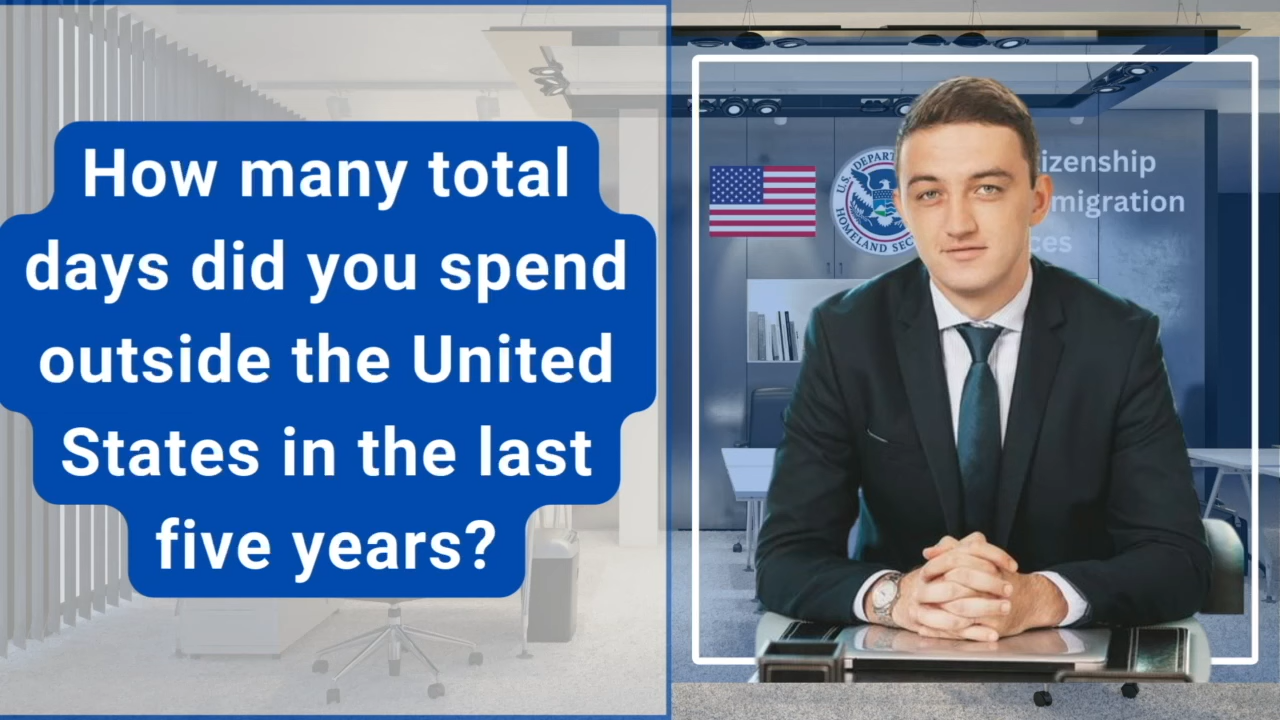 How many total
days did you spend
outside the United
States in the last
five years?
U.S. DEPART
HOMELAND SEC
izenship
migration
ces